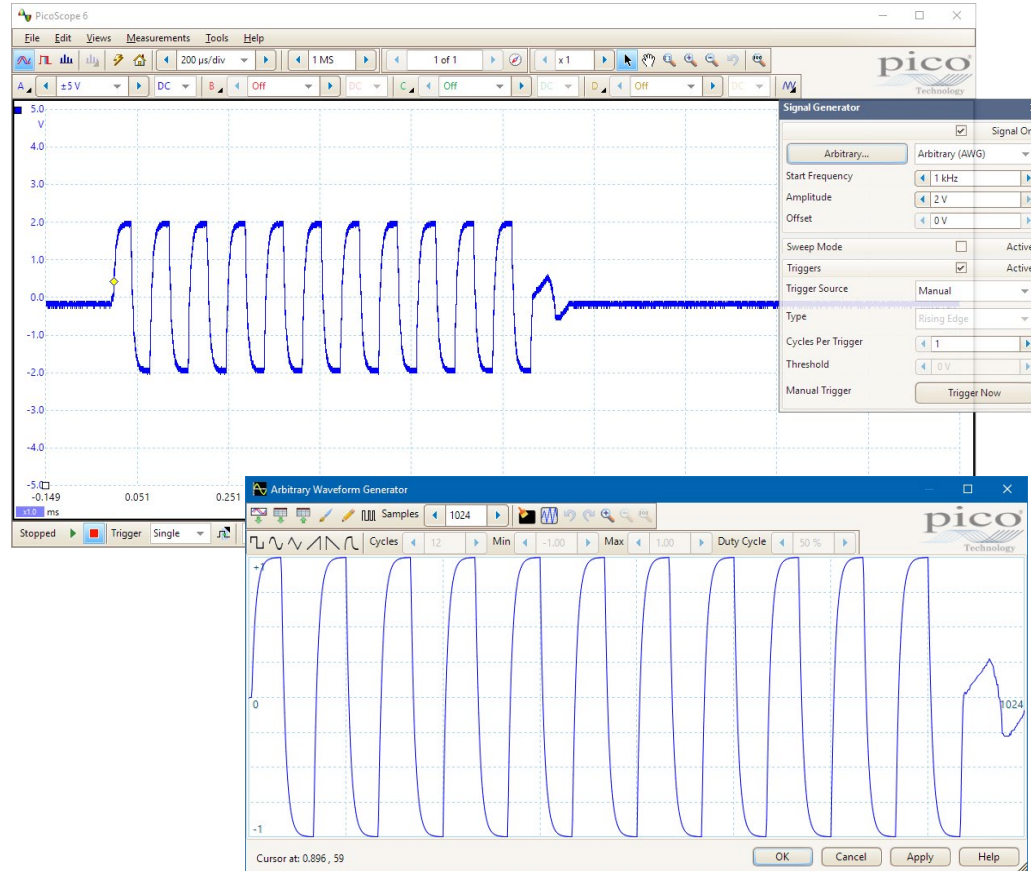 PicoScope 6
File Edit Views Measurements Tools Help
200 µs/div 1 MS 1 of 1 x 1
pico
Technology
A ±5 V DC B Off DC C Off DC D Off DC
5.0
V
4.0
3.0
2.0
1.0
0.0
-1.0
-2.0
-3.0
-4.0
-5.0
-0.149 0.051 0.251
x1.0 ms
Stopped Trigger Single
Signal Generator
Signal On
Arbitrary... Arbitrary (AWG)
Start Frequency 1 kHz
Amplitude 2 V
Offset 0 V
Sweep Mode Active
Triggers Active
Trigger Source Manual
Type Rising Edge
Cycles Per Trigger 1
Threshold 0 V
Manual Trigger Trigger Now
Arbitrary Waveform Generator
Samples 1024
pico
Technology
Cycles 12 Min -1.00 Max 1.00 Duty Cycle 50 %
+1
0 1024
-1
Cursor at: 0.896 , 59
OK Cancel Apply Help